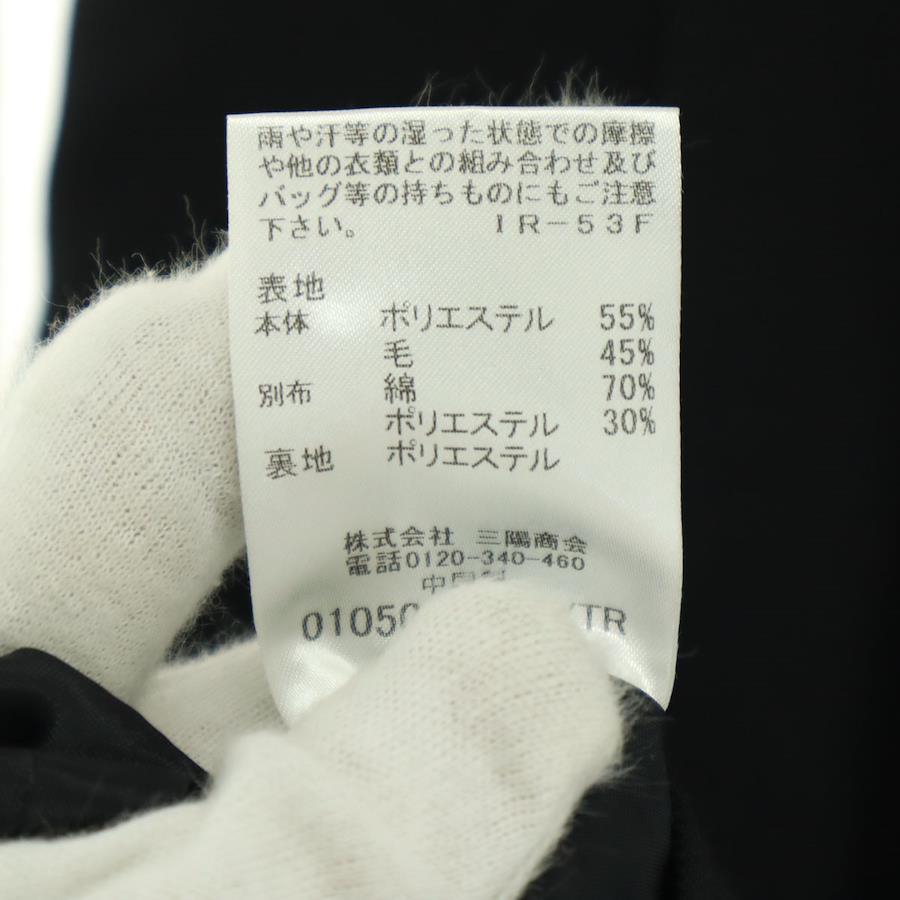 雨や汗等の湿った状態での摩擦
や他の衣類との組み合わせ及び
バッグ等の持ちものにもご注意
下さい。 IR-53F
表地
本体 ポリエステル 55%
毛 45%
別布 綿 70%
ポリエステル 30%
裏地 ポリエステル
株式会社 三陽商会
電話0120-340-460